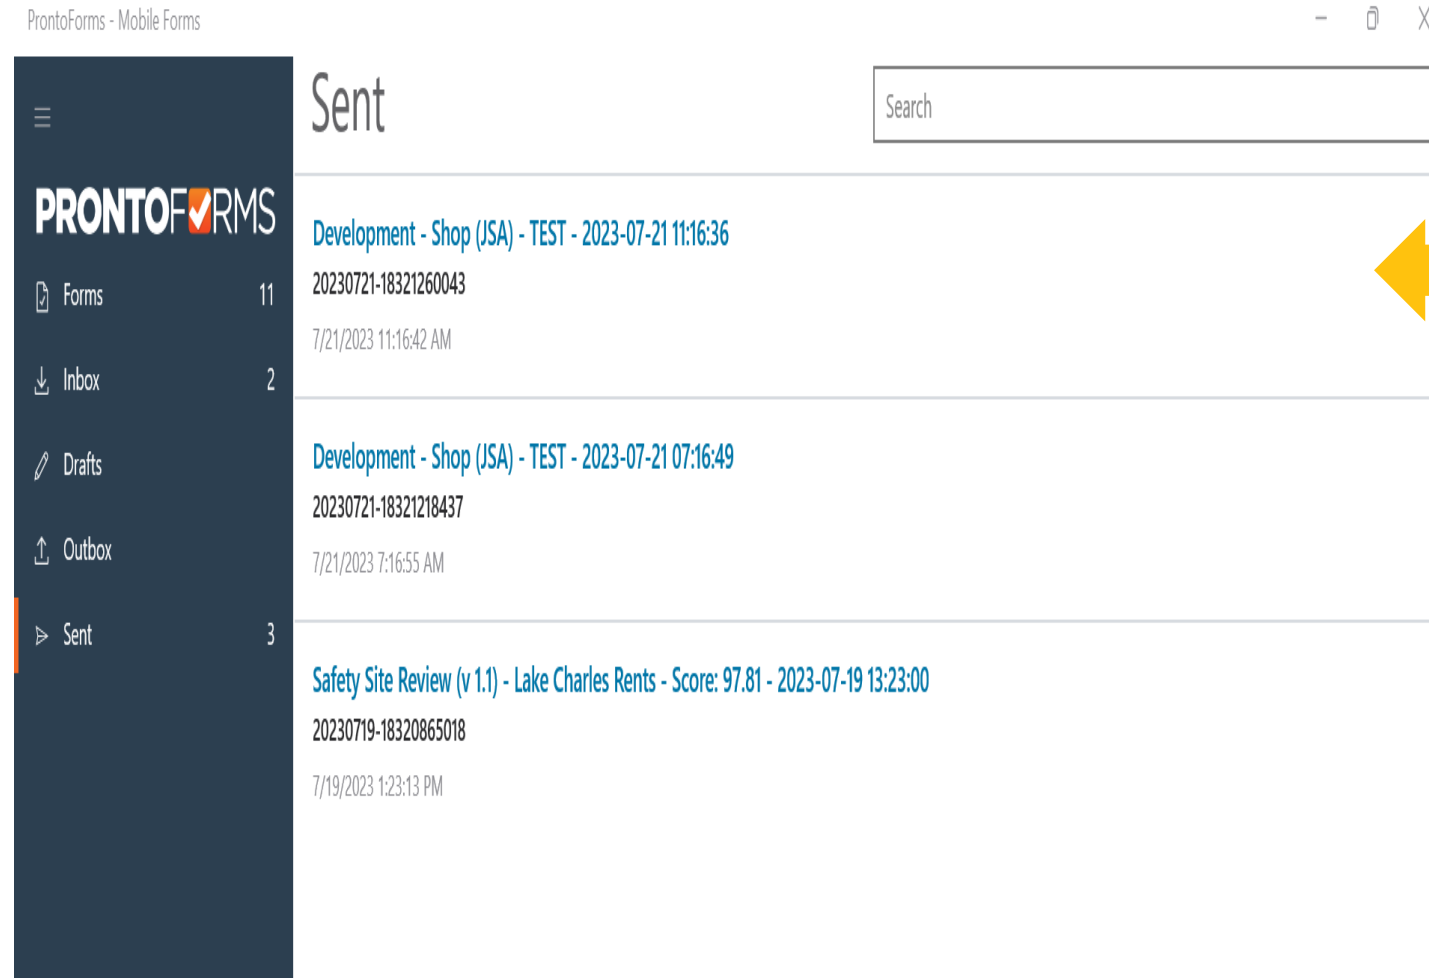 ProntoForms - Mobile Forms
PRONTOFORMS
Forms 11
Inbox 2
Drafts
Outbox
Sent 3
Sent
Search
Development - Shop (JSA) - TEST - 2023-07-21 11:16:36
20230721-18321260043
7/21/2023 11:16:42 AM
Development - Shop (JSA) - TEST - 2023-07-21 07:16:49
20230721-18321218437
7/21/2023 7:16:55 AM
Safety Site Review (v 1.1) - Lake Charles Rents - Score: 97.81 - 2023-07-19 13:23:00
20230719-18320865018
7/19/2023 1:23:13 PM